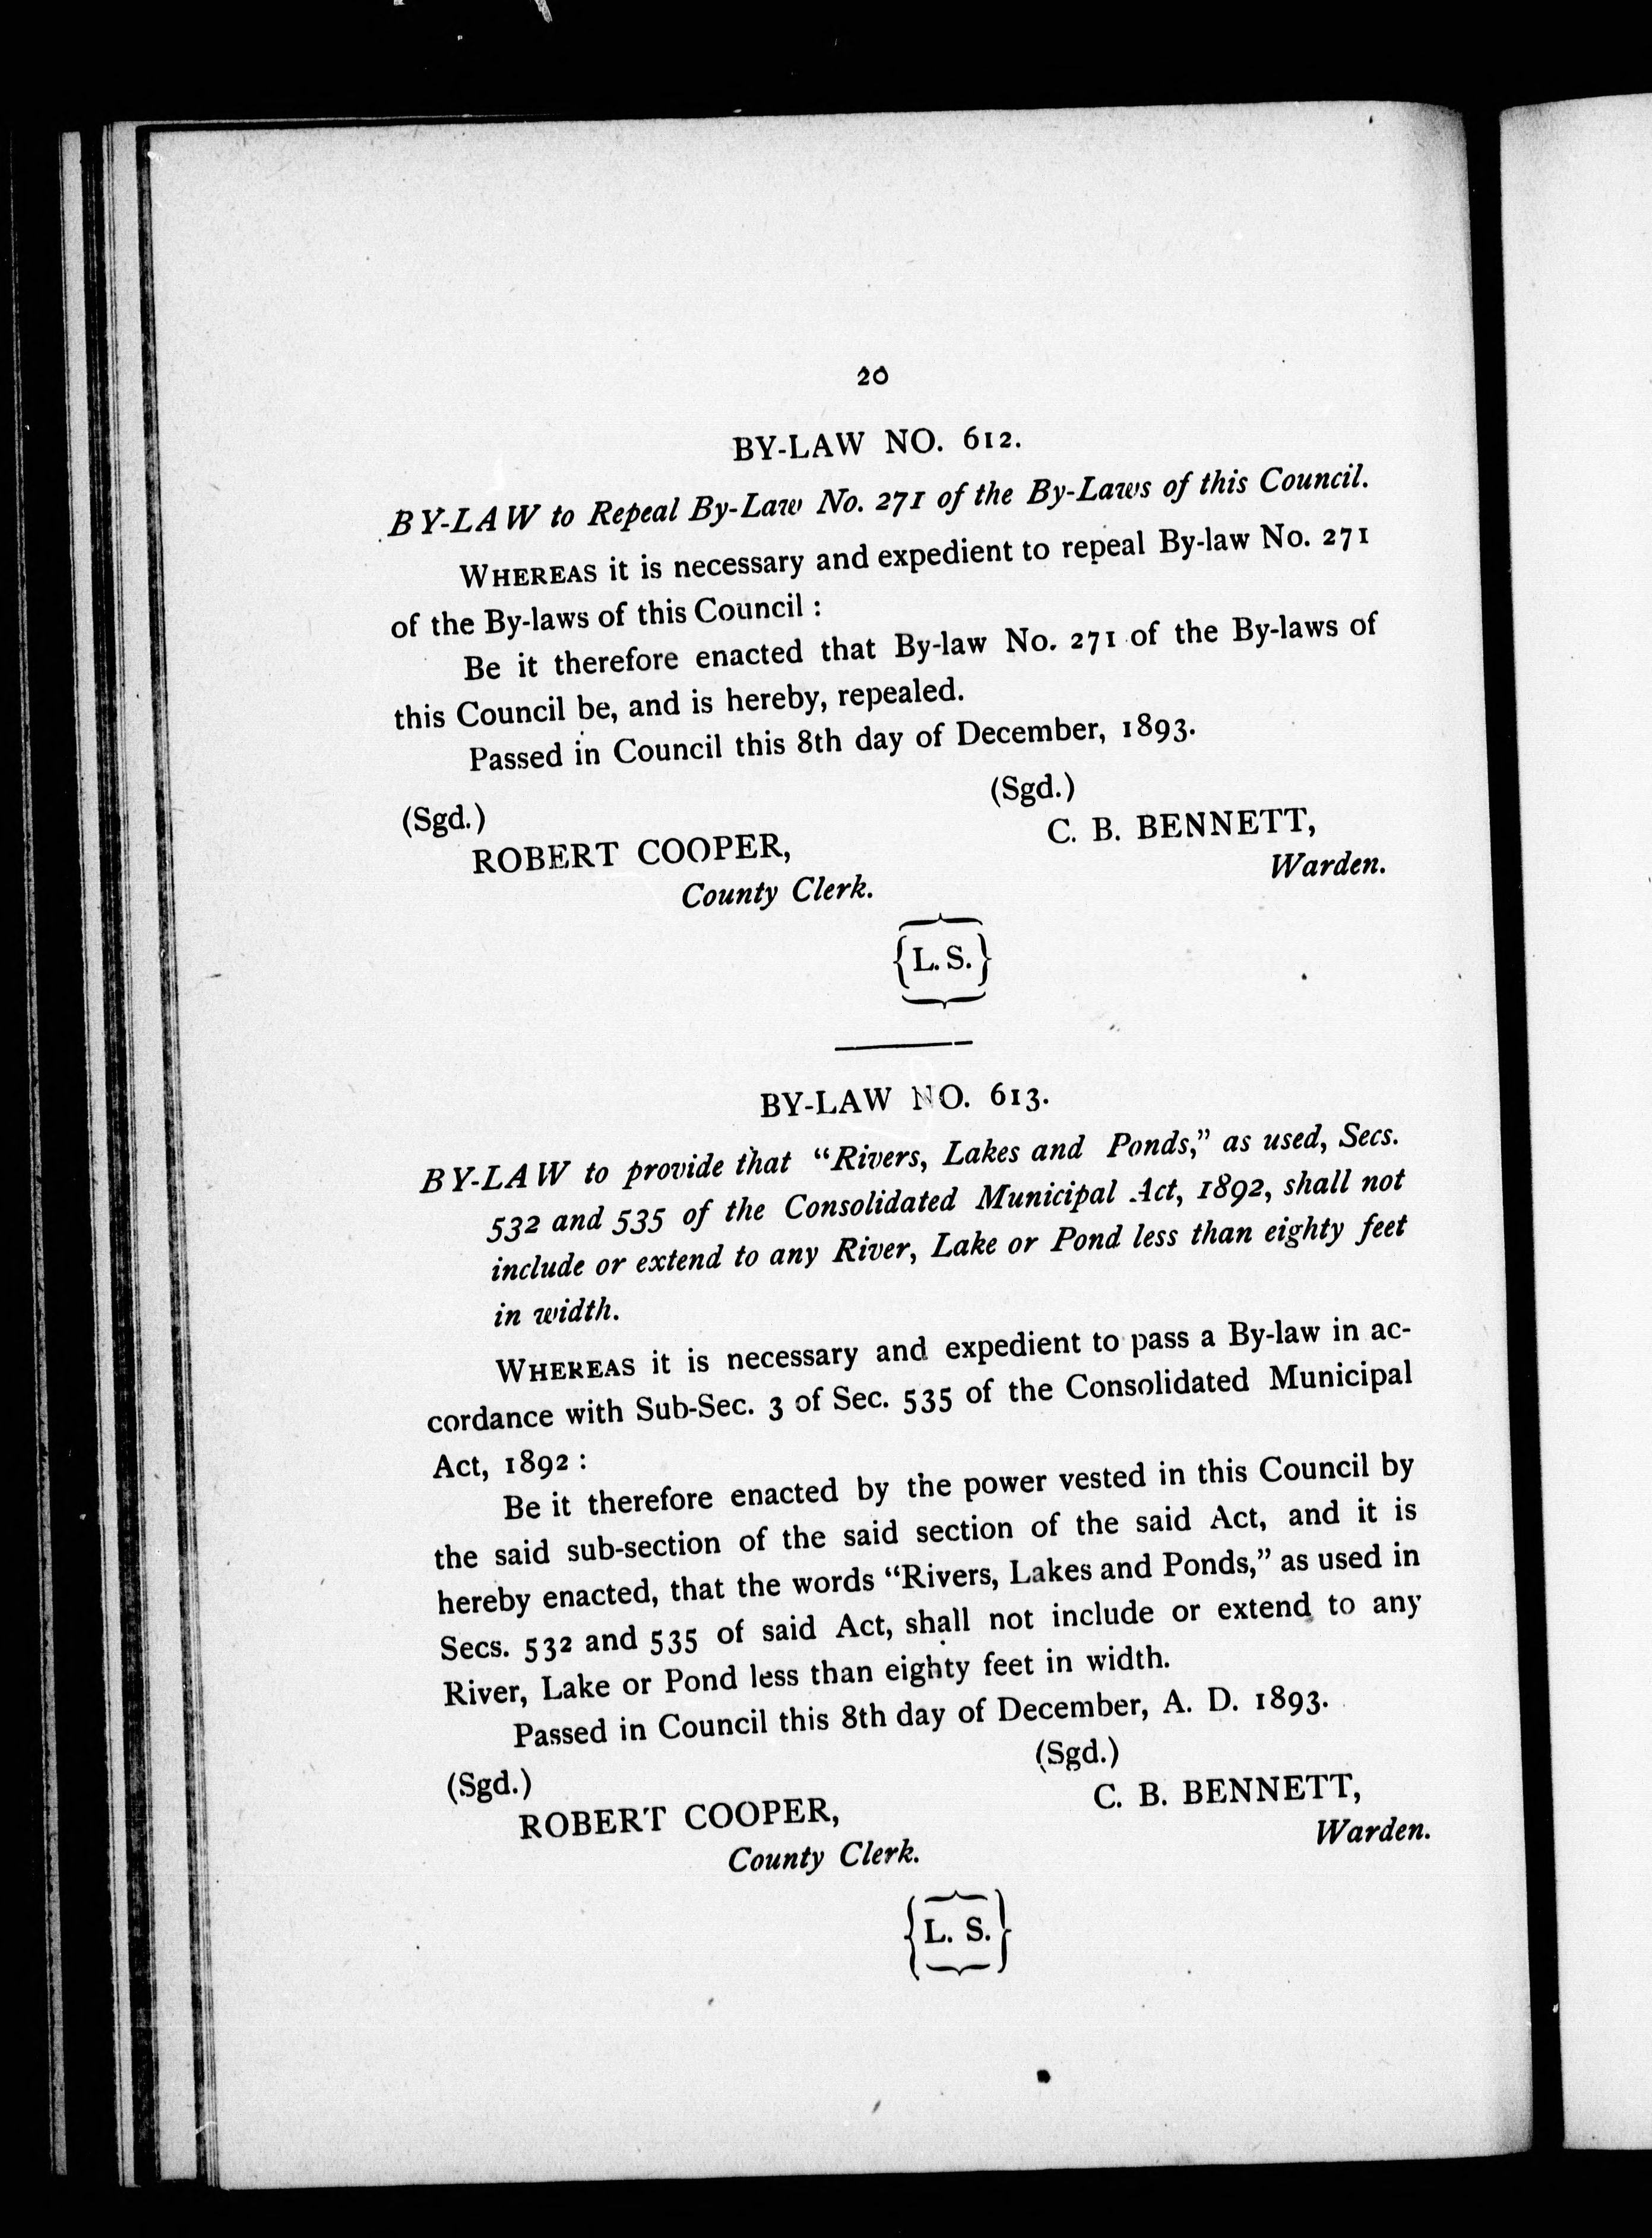 20
BY-LAW NO. 612.
BY-LAW to Repeal By-Law No. 271 of the By-Laws of this Council.
WHEREAS it is necessary and expedient to repeal By-law No. 271
of the By-laws of this Council :
Be it therefore enacted that By-law No. 271 of the By-laws of
this Council be, and is hereby, repealed.
Passed in Council this 8th day of December, 1893.
(Sgd.) (Sgd.)
ROBERT COOPER, C. B. BENNETT,
County Clerk. Warden.
{L. S.}
BY-LAW NO. 613.
BY-LAW to provide that “Rivers, Lakes and Ponds,” as used, Secs.
532 and 535 of the Consolidated Municipal Act, 1892, shall not
include or extend to any River, Lake or Pond less than eighty feet
in width.
WHEREAS it is necessary and expedient to pass a By-law in ac-
cordance with Sub-Sec. 3 of Sec. 535 of the Consolidated Municipal
Act, 1892 :
Be it therefore enacted by the power vested in this Council by
the said sub-section of the said section of the said Act, and it is
hereby enacted, that the words “Rivers, Lakes and Ponds,” as used in
Secs. 532 and 535 of said Act, shall not include or extend to any
River, Lake or Pond less than eighty feet in width.
Passed in Council this 8th day of December, A. D. 1893.
(Sgd.) (Sgd.)
ROBERT COOPER, C. B. BENNETT,
County Clerk. Warden.
{L. S.}